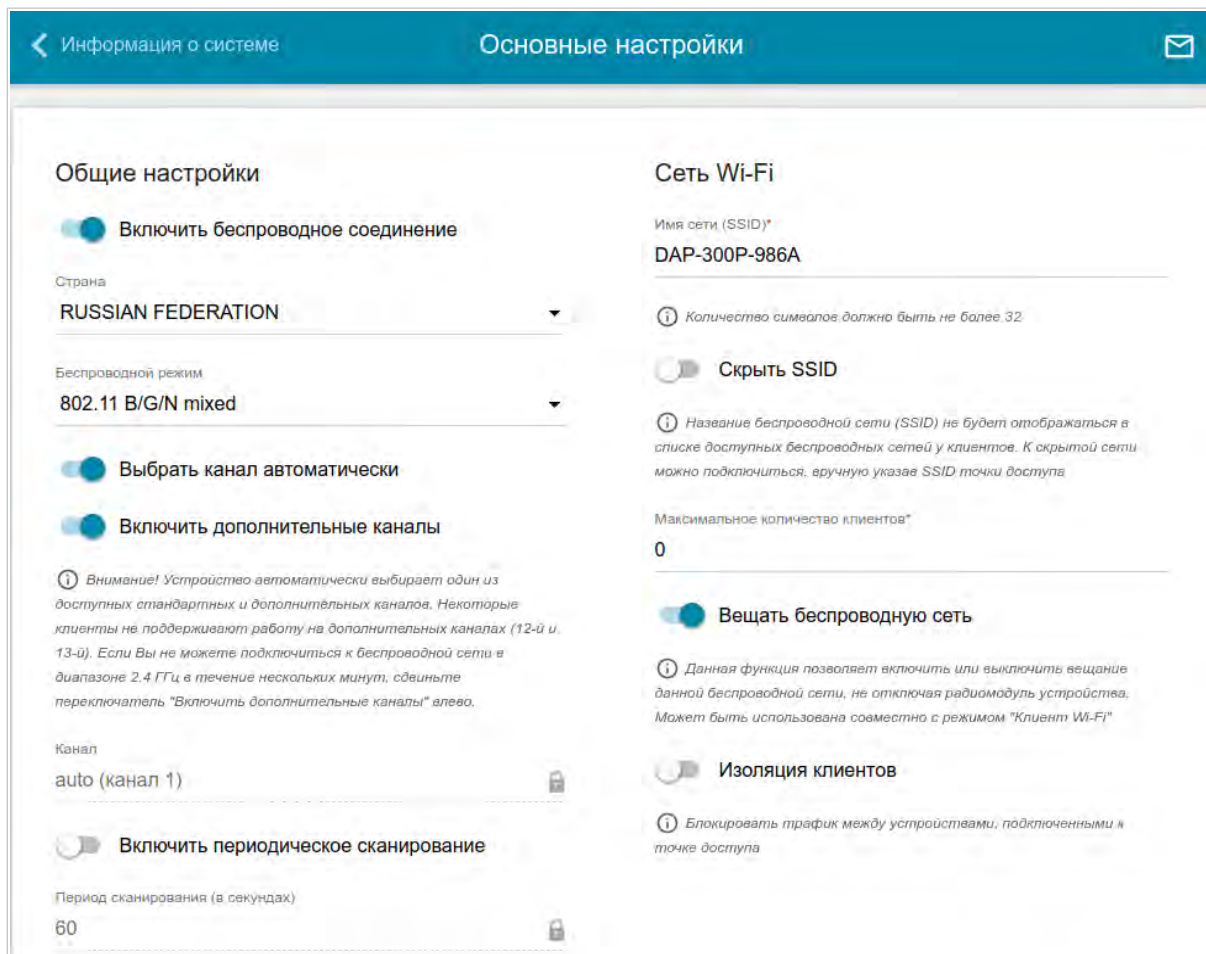 Информация о системе
Основные настройки
Общие настройки
Включить беспроводное соединение
Страна
RUSSIAN FEDERATION
Беспроводной режим
802.11 B/G/N mixed
Выбрать канал автоматически
Включить дополнительные каналы
Внимание! Устройство автоматически выбирает один из
доступных стандартных и дополнительных каналов. Некоторые
клиенты не поддерживают работу на дополнительных каналах (12-й и
13-й). Если Вы не можете подключиться к беспроводной сети в
диапазоне 2.4 ГГц в течение нескольких минут, сдвиньте
переключатель "Включить дополнительные каналы" влево.
Канал
auto (канал 1)
Включить периодическое сканирование
Период сканирования (в секундах)
60
Сеть Wi-Fi
Имя сети (SSID)*
DAP-300P-986A
Количество символов должно быть не более 32
Скрыть SSID
Название беспроводной сети (SSID) не будет отображаться в
списке доступных беспроводных сетей у клиентов. К скрытой сети
можно подключиться, вручную указав SSID точки доступа
Максимальное количество клиентов*
0
Вещать беспроводную сеть
Данная функция позволяет включить или выключить вещание
данной беспроводной сети, не отключая радиомодуль устройства.
Может быть использована совместно с режимом "Клиент Wi-Fi"
Изоляция клиентов
Блокировать трафик между устройствами, подключенными к
точке доступа